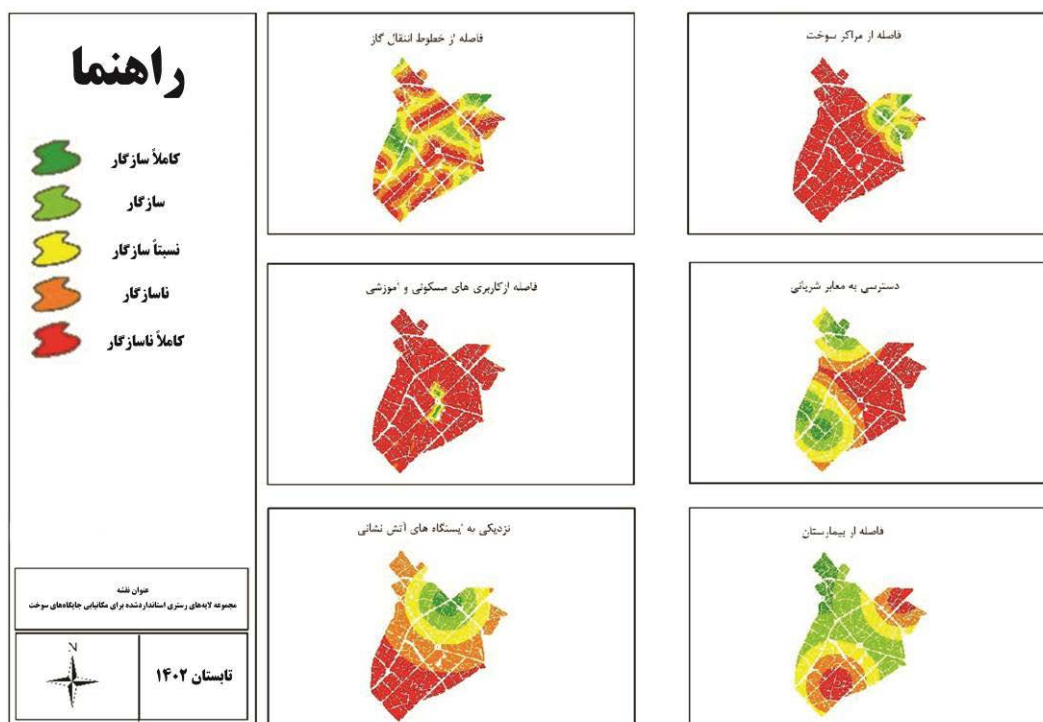 راهنما
کاملاً سازگار
سازگار
نسبتاً سازگار
ناسازگار
کاملاً ناسازگار
عنوان نقشه
مجموعه لایه‌های رستری استانداردشده برای مکانیابی جایگاه‌های سوخت
N
تابستان ۱۴۰۲
فاصله از مراکز سوخت
فاصله از خطوط انتقال گاز
دسترسی به معابر شریانی
فاصله ازکاربری های مسکونی و آموزشی
فاصله از بیمارستان
نزدیکی به ایستگاه های آتش نشانی